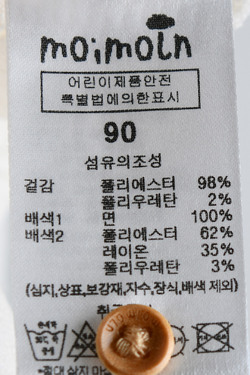 moimoln
어린이제품안전
특별법에의한표시
90
섬유의조성
겉감 폴리에스터 98%
폴리우레탄 2%
배색1 면 100%
배색2 폴리에스터 62%
레이온 35%
폴리우레탄 3%
(심지,상표,보강재,자수,장식,배색 제외)